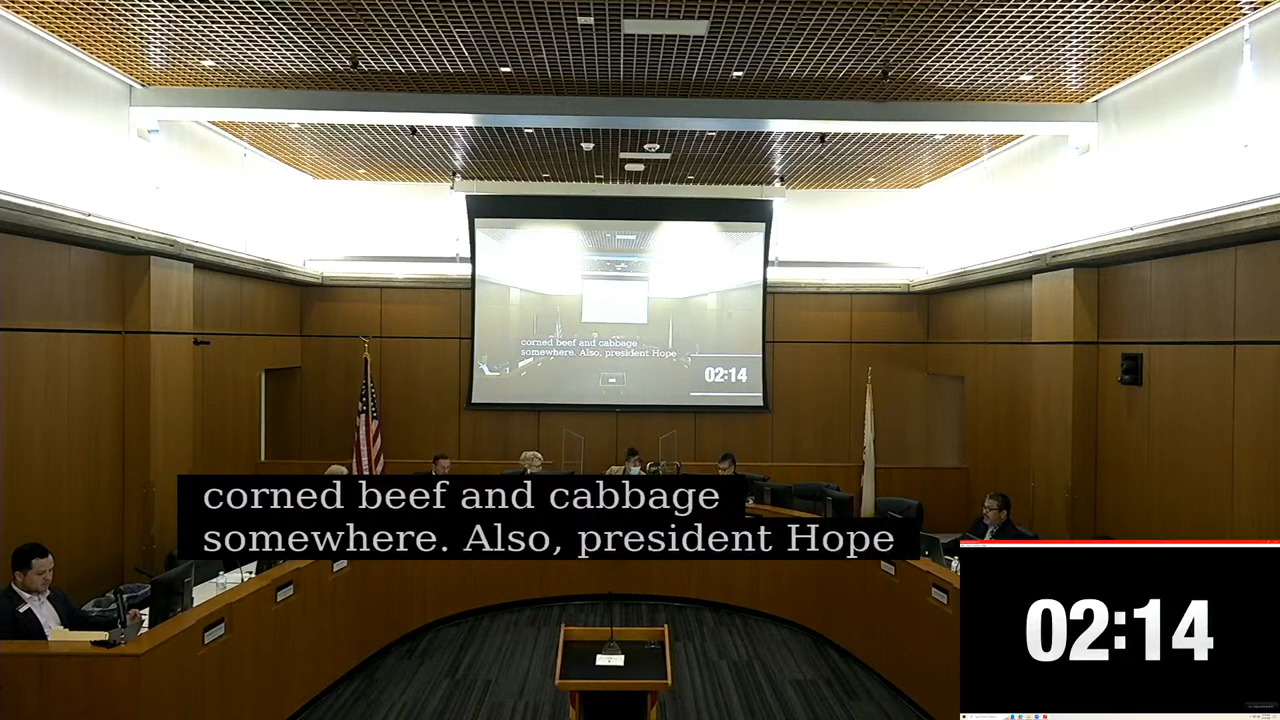 corned beef and cabbage
somewhere. Also, president Hope
02:14
corned beef and cabbage
somewhere. Also, president Hope
02:14